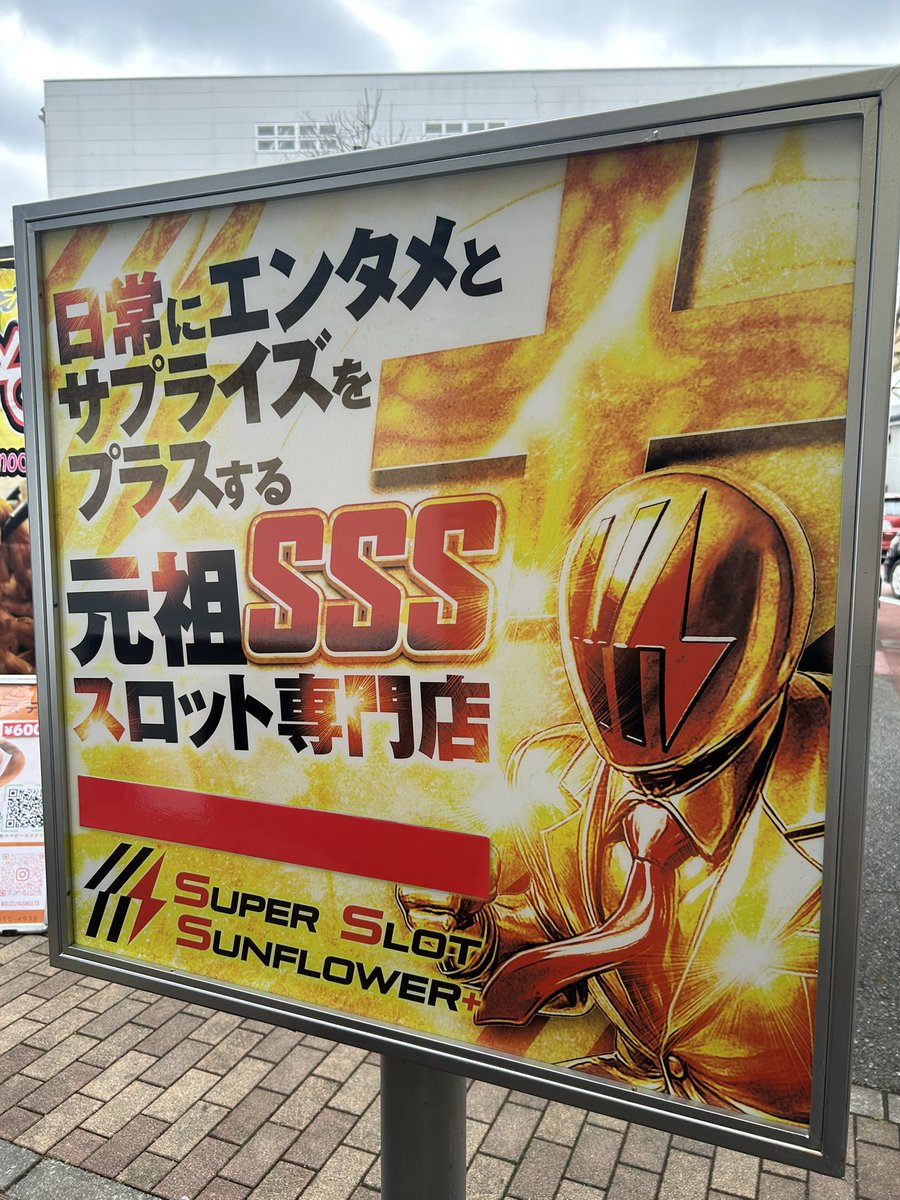 日常にエンタメと
サプライズを
プラスする
元祖SSS
スロット専門店
SUPER SLOT
SUNFLOWER+
¥600